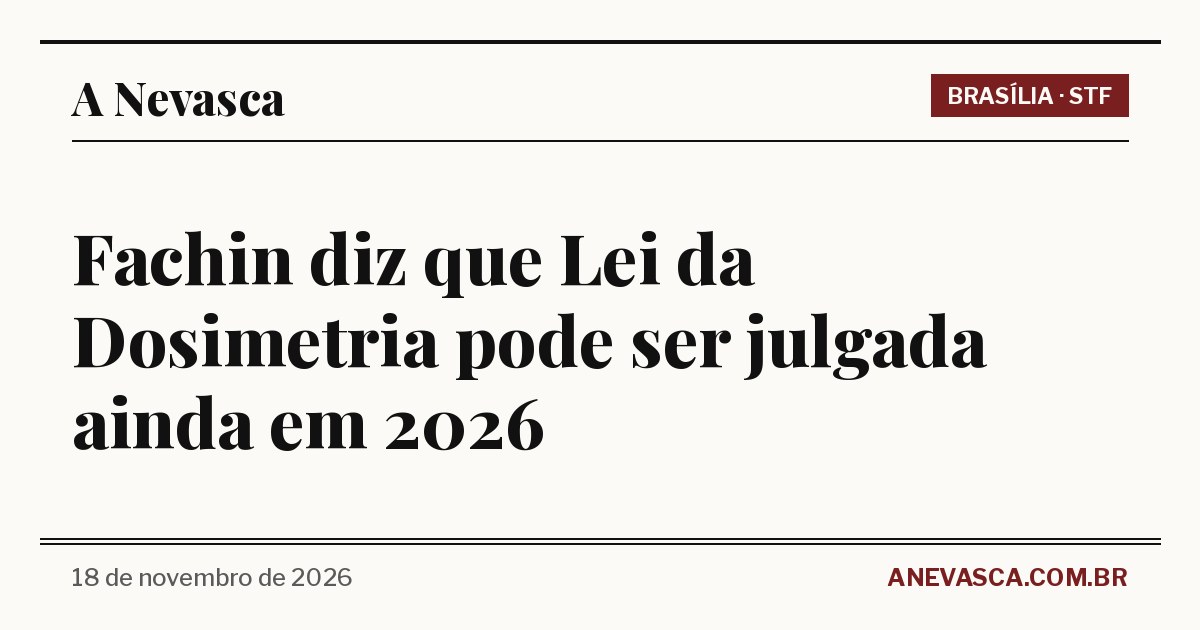 A Nevasca
BRASÍLIA · STF
Fachin diz que Lei da
Dosimetria pode ser julgada
ainda em 2026
18 de novembro de 2026
ANEVASCA.COM.BR